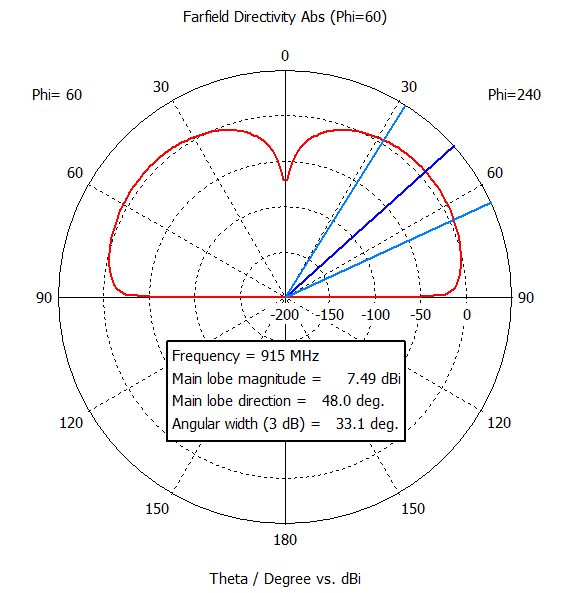 Farfield Directivity Abs (Phi=60)
0
30
30
Phi= 60
Phi=240
60
60
90
90
-200
-150
-100
-50
0
Frequency = 915 MHz
Main lobe magnitude = 7.49 dBi
Main lobe direction = 48.0 deg.
Angular width (3 dB) = 33.1 deg.
120
120
150
150
180
Theta / Degree vs. dBi